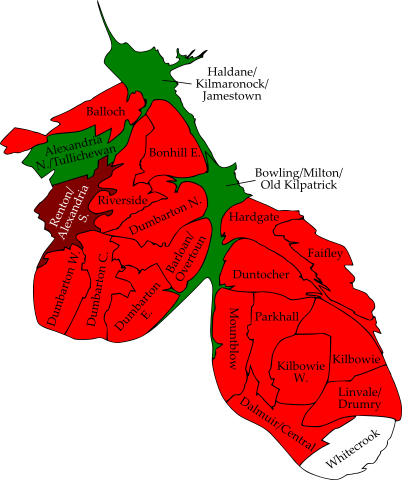 Haldane/
Kilmaronock/
Jamestown
Balloch
Alexandria
N./Tullichewan
Bonhill E.
Bowling/Milton/
Old Kilpatrick
Renton/
Alexandria
S.
Riverside
Dumbarton N.
Hardgate
Faifley
Dumbarton W.
Dumbarton C.
Dumbarton
E.
Barloan/
Overtoun
Duntocher
Mountblow
Parkhall
Kilbowie
W.
Kilbowie
Linvale/
Drumry
Dalmuir/Central
Whitecrook